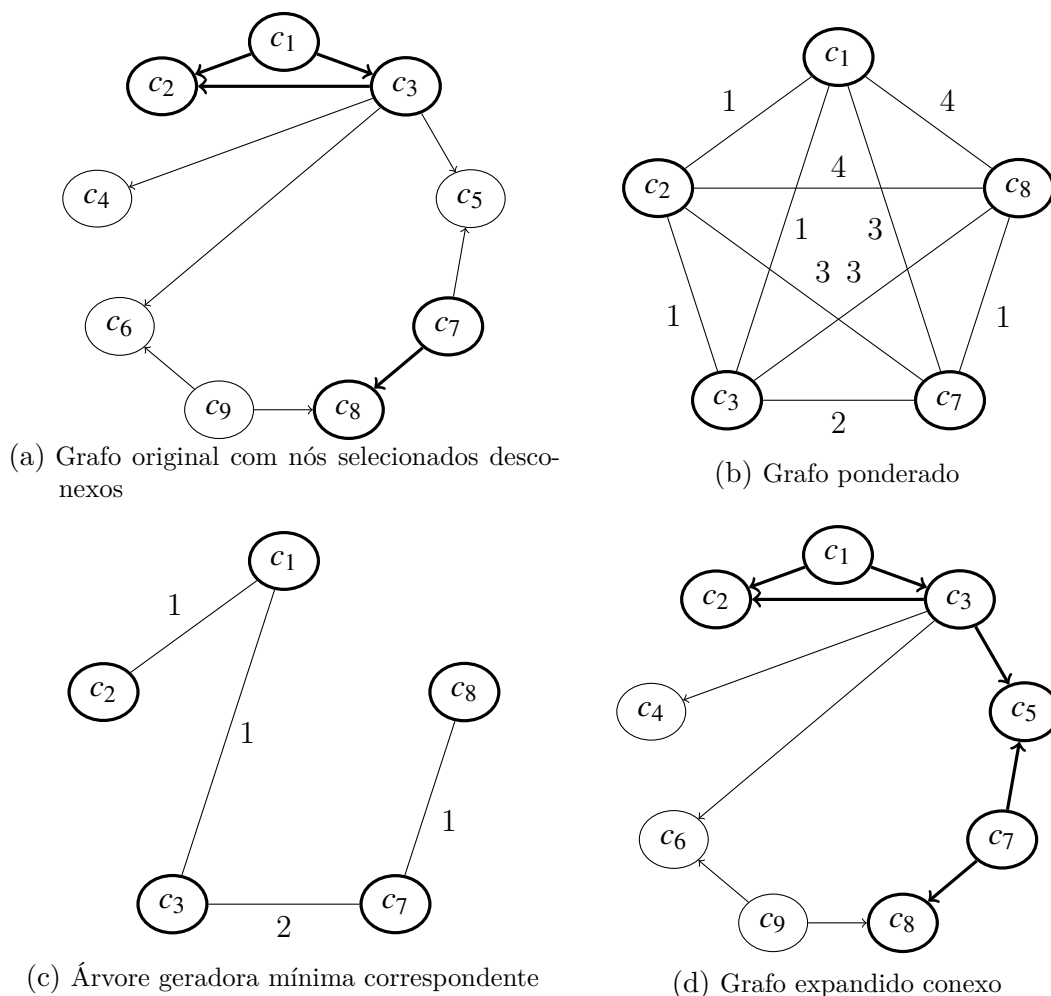 c1
c2
c3
c4
c5
c6
c7
c9
c8
(a) Grafo original com nós selecionados desco-
nexos
c1
1
4
4
c2
c8
1
3
3
3
1
1
c3
c7
2
(b) Grafo ponderado
c1
1
c2
c8
1
1
c3
c7
2
(c) Árvore geradora mínima correspondente
c1
c2
c3
c4
c5
c6
c7
c9
c8
(d) Grafo expandido conexo